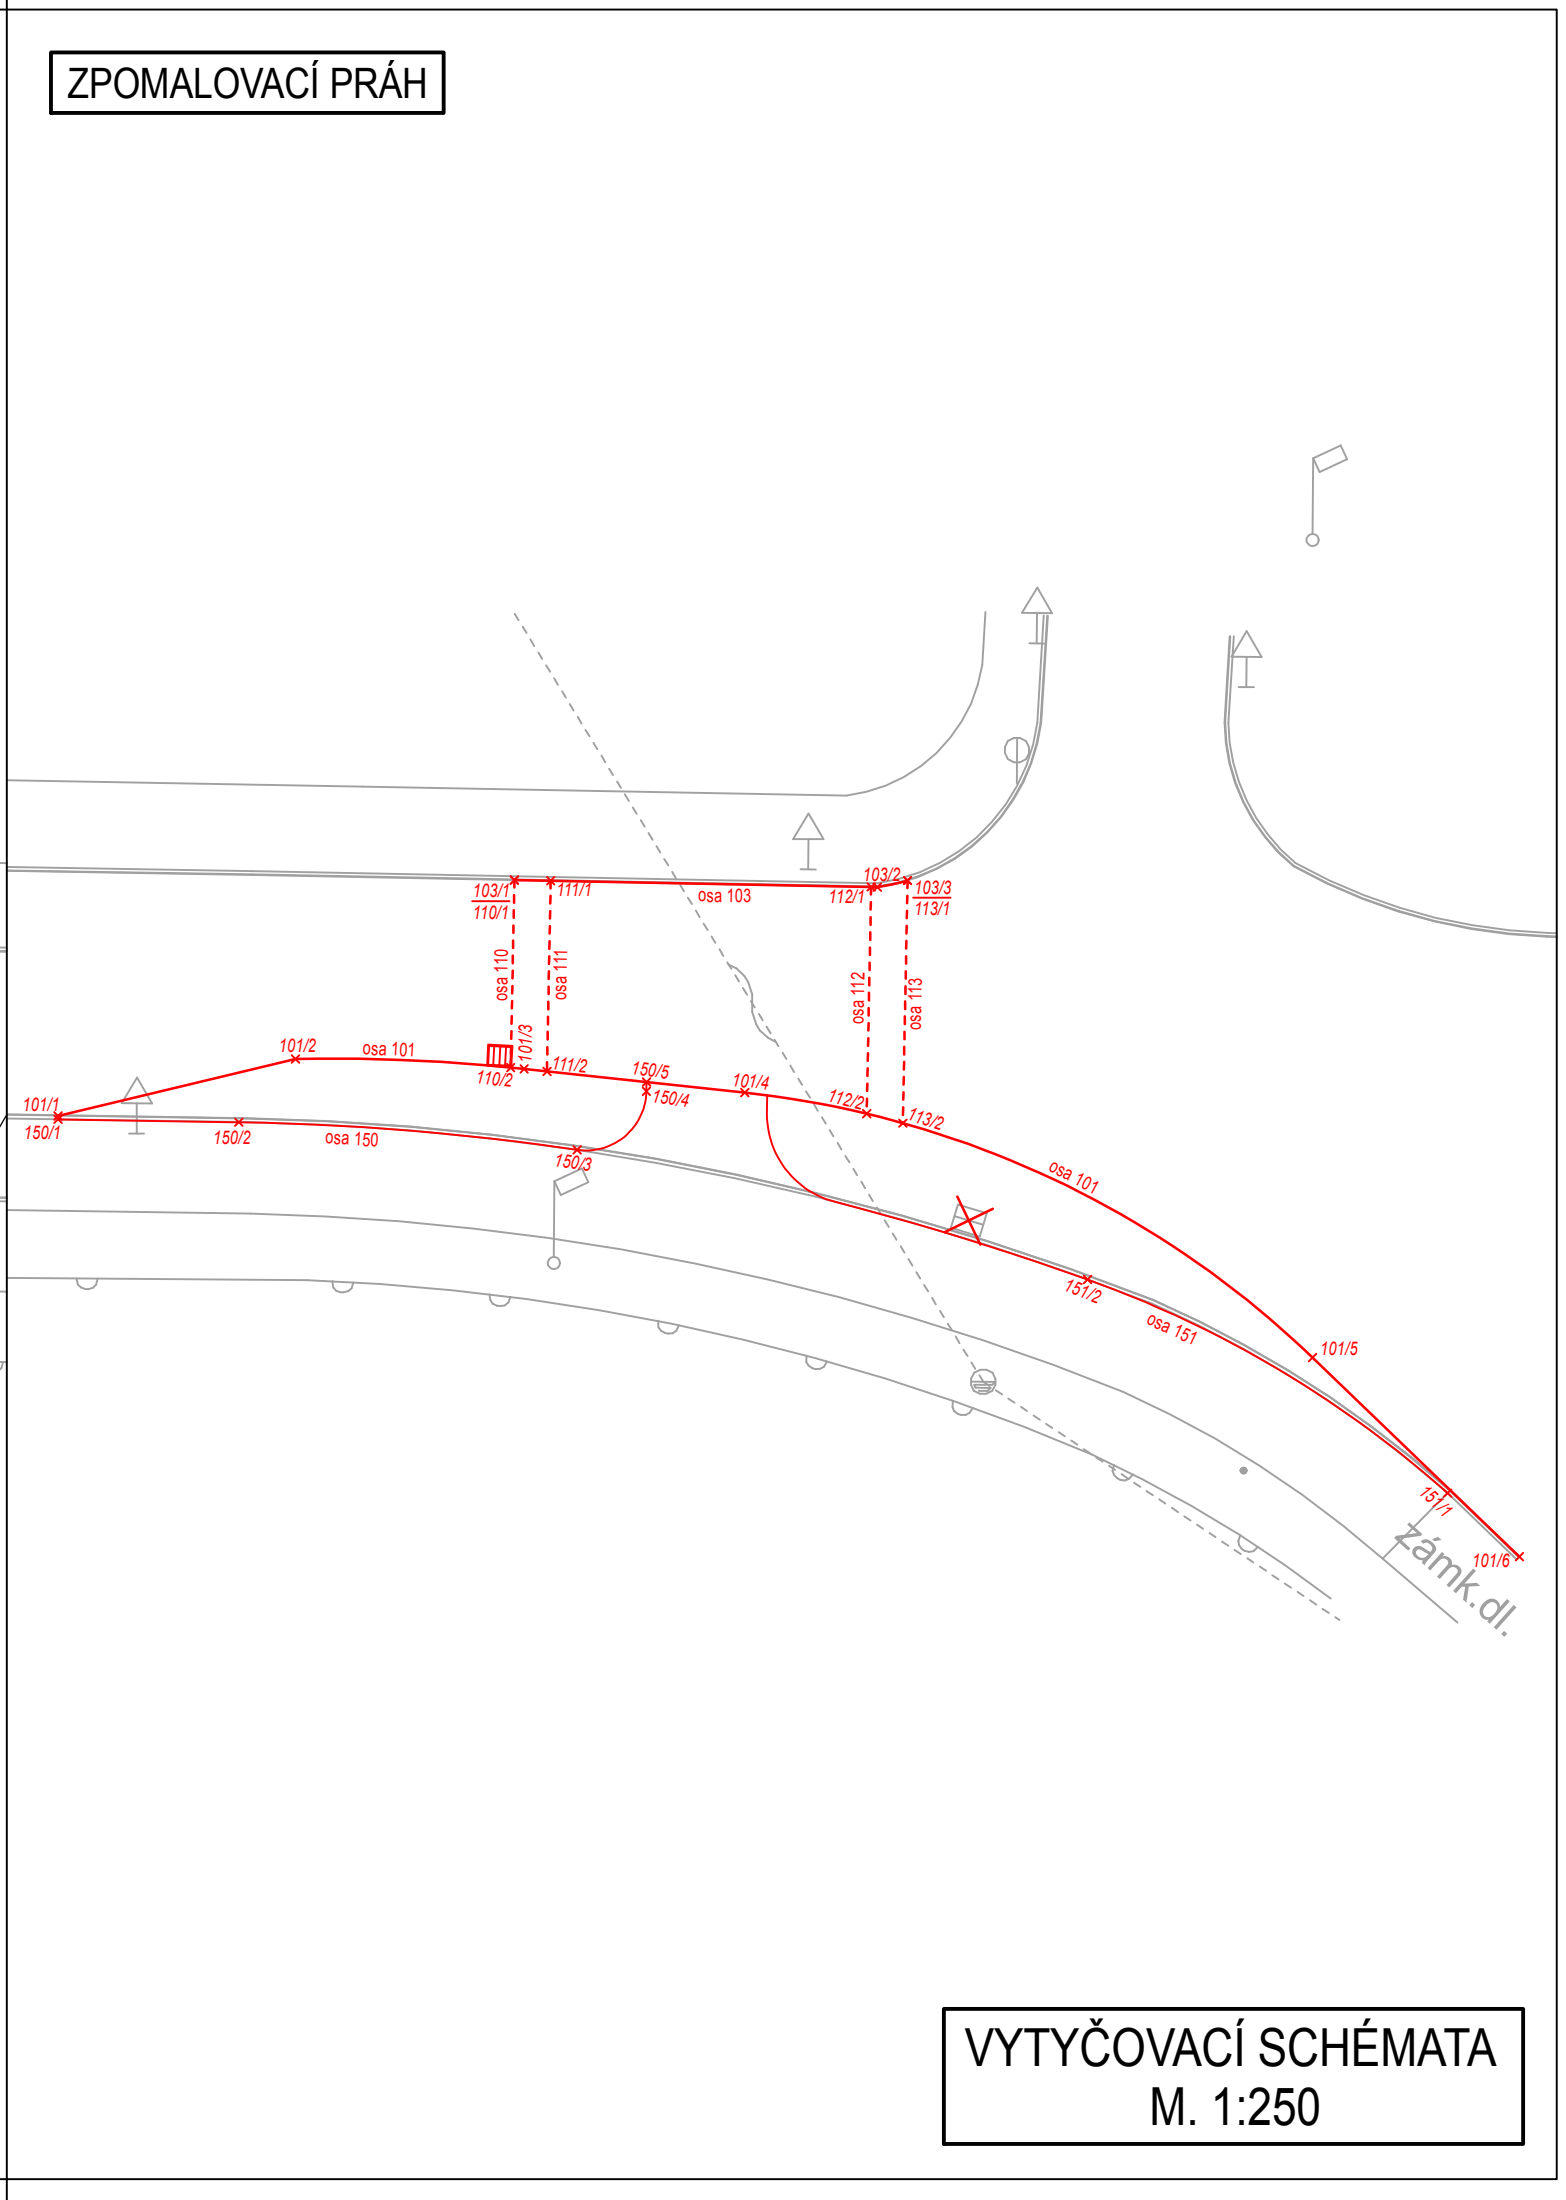 ZPOMALOVACÍ PRÁH
103/1
110/1
111/1
osa 103
103/2
112/1
103/3
113/1
osa 110
osa 111
osa 112
osa 113
101/3
101/2
osa 101
110/2
111/2
150/5
150/4
101/4
112/2
113/2
101/1
150/1
150/2
osa 150
150/3
osa 101
151/2
osa 151
101/5
151/1
101/6
zámk.dl.
VYTYČOVACÍ SCHÉMATA
M. 1:250